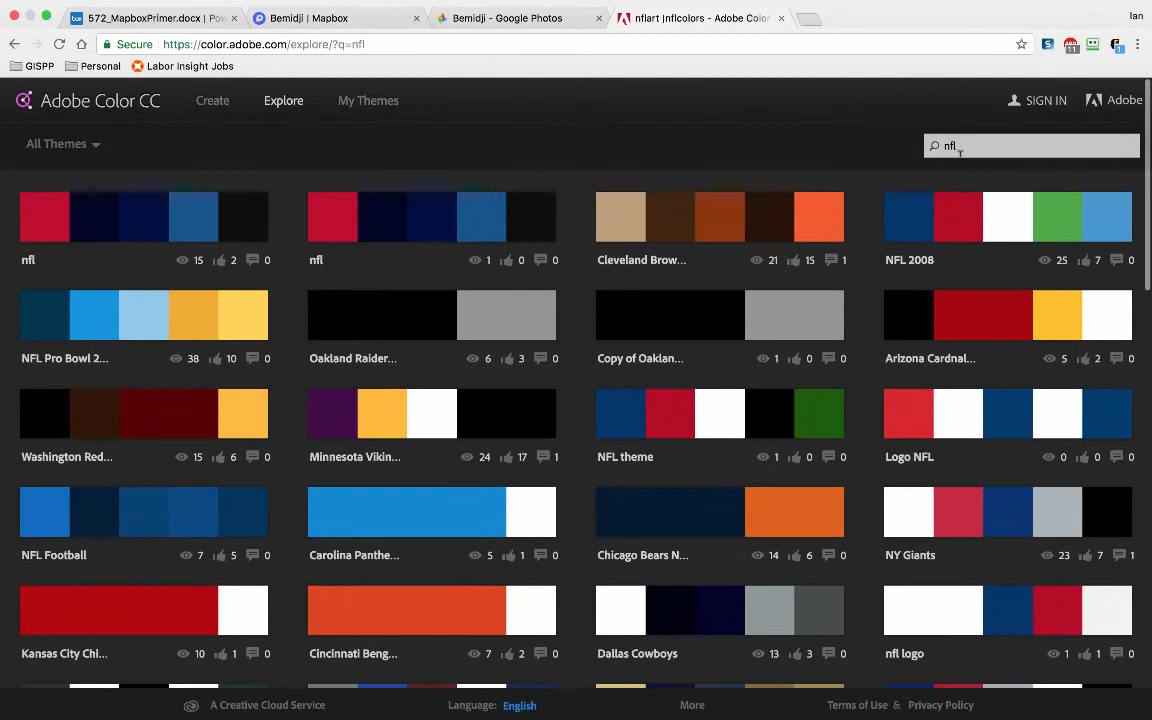 572_MapboxPrimer.docx | Pow
Bemidji | Mapbox
Bemidji - Google Photos
nflart |nflcolors - Adobe Color
Ian
Secure
https://color.adobe.com/explore/?q=nfl
11
1
GISPP
Personal
Labor Insight Jobs
Adobe Color CC
Create
Explore
My Themes
SIGN IN
Adobe
All Themes
nfl
nfl 15 2 0
nfl 1 0 0
Cleveland Brow... 21 15 1
NFL 2008 25 7 0
NFL Pro Bowl 2... 38 10 0
Oakland Raider... 6 3 0
Copy of Oaklan... 1 0 0
Arizona Cardnal... 5 2 0
Washington Red... 15 6 0
Minnesota Vikin... 24 17 1
NFL theme 1 0 0
Logo NFL 0 0 0
NFL Football 7 5 0
Carolina Panthe... 5 1 0
Chicago Bears N... 14 6 0
NY Giants 23 7 1
Kansas City Chi... 10 1 0
Cincinnati Beng... 7 2 0
Dallas Cowboys 13 3 0
nfl logo 1 1 0
A Creative Cloud Service
Language: English
More
Terms of Use & Privacy Policy